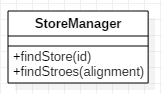 StoreManager
+findStore(id)
+findStroes(alignment)